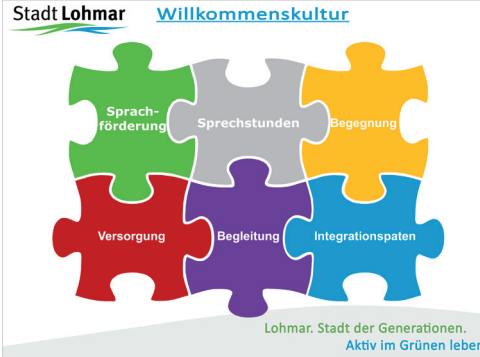 Stadt Lohmar
Willkommenskultur
Sprach-
förderung
Sprechstunden
Begegnung
Versorgung
Begleitung
Integrationspaten
Lohmar. Stadt der Generationen.
Aktiv im Grünen leben